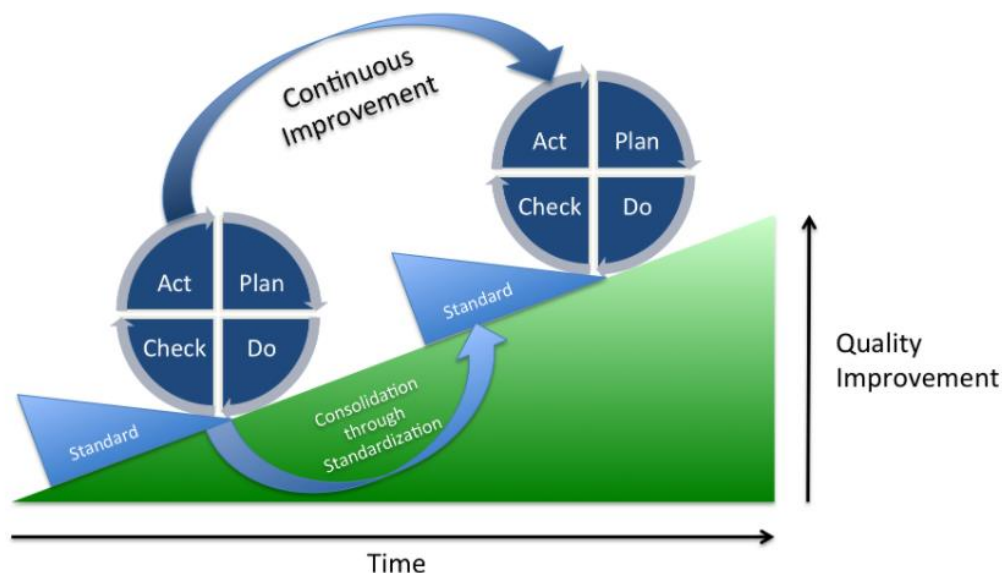 Continuous
Improvement
Act
Plan
Check
Do
Act
Plan
Check
Do
Standard
Standard
Consolidation
through
Standardization
Quality
Improvement
Time